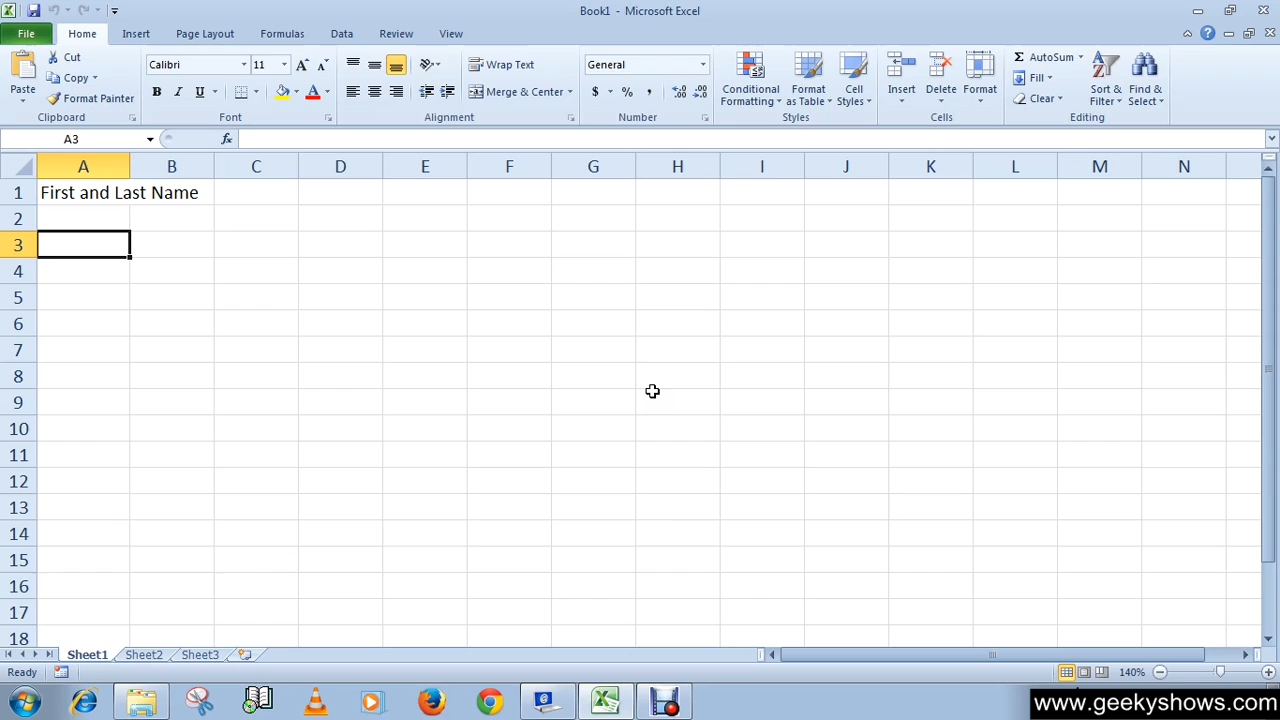 Book1 - Microsoft Excel
File Home Insert Page Layout Formulas Data Review View
Paste Cut Copy Format Painter Clipboard
Calibri 11 A A B I U A Font
Wrap Text Merge & Center Alignment
General $ % , .0 .00 .00 .0 Number
Conditional Formatting Format as Table Cell Styles Styles
Insert Delete Format Cells
Σ AutoSum Fill Clear Sort & Filter Find & Select Editing
A3 fx
A B C D E F G H I J K L M N
1 First and Last Name
2
3
4
5
6
7
8
9
10
11
12
13
14
15
16
17
18
Sheet1 Sheet2 Sheet3
Ready 140%
www.geekyshows.com